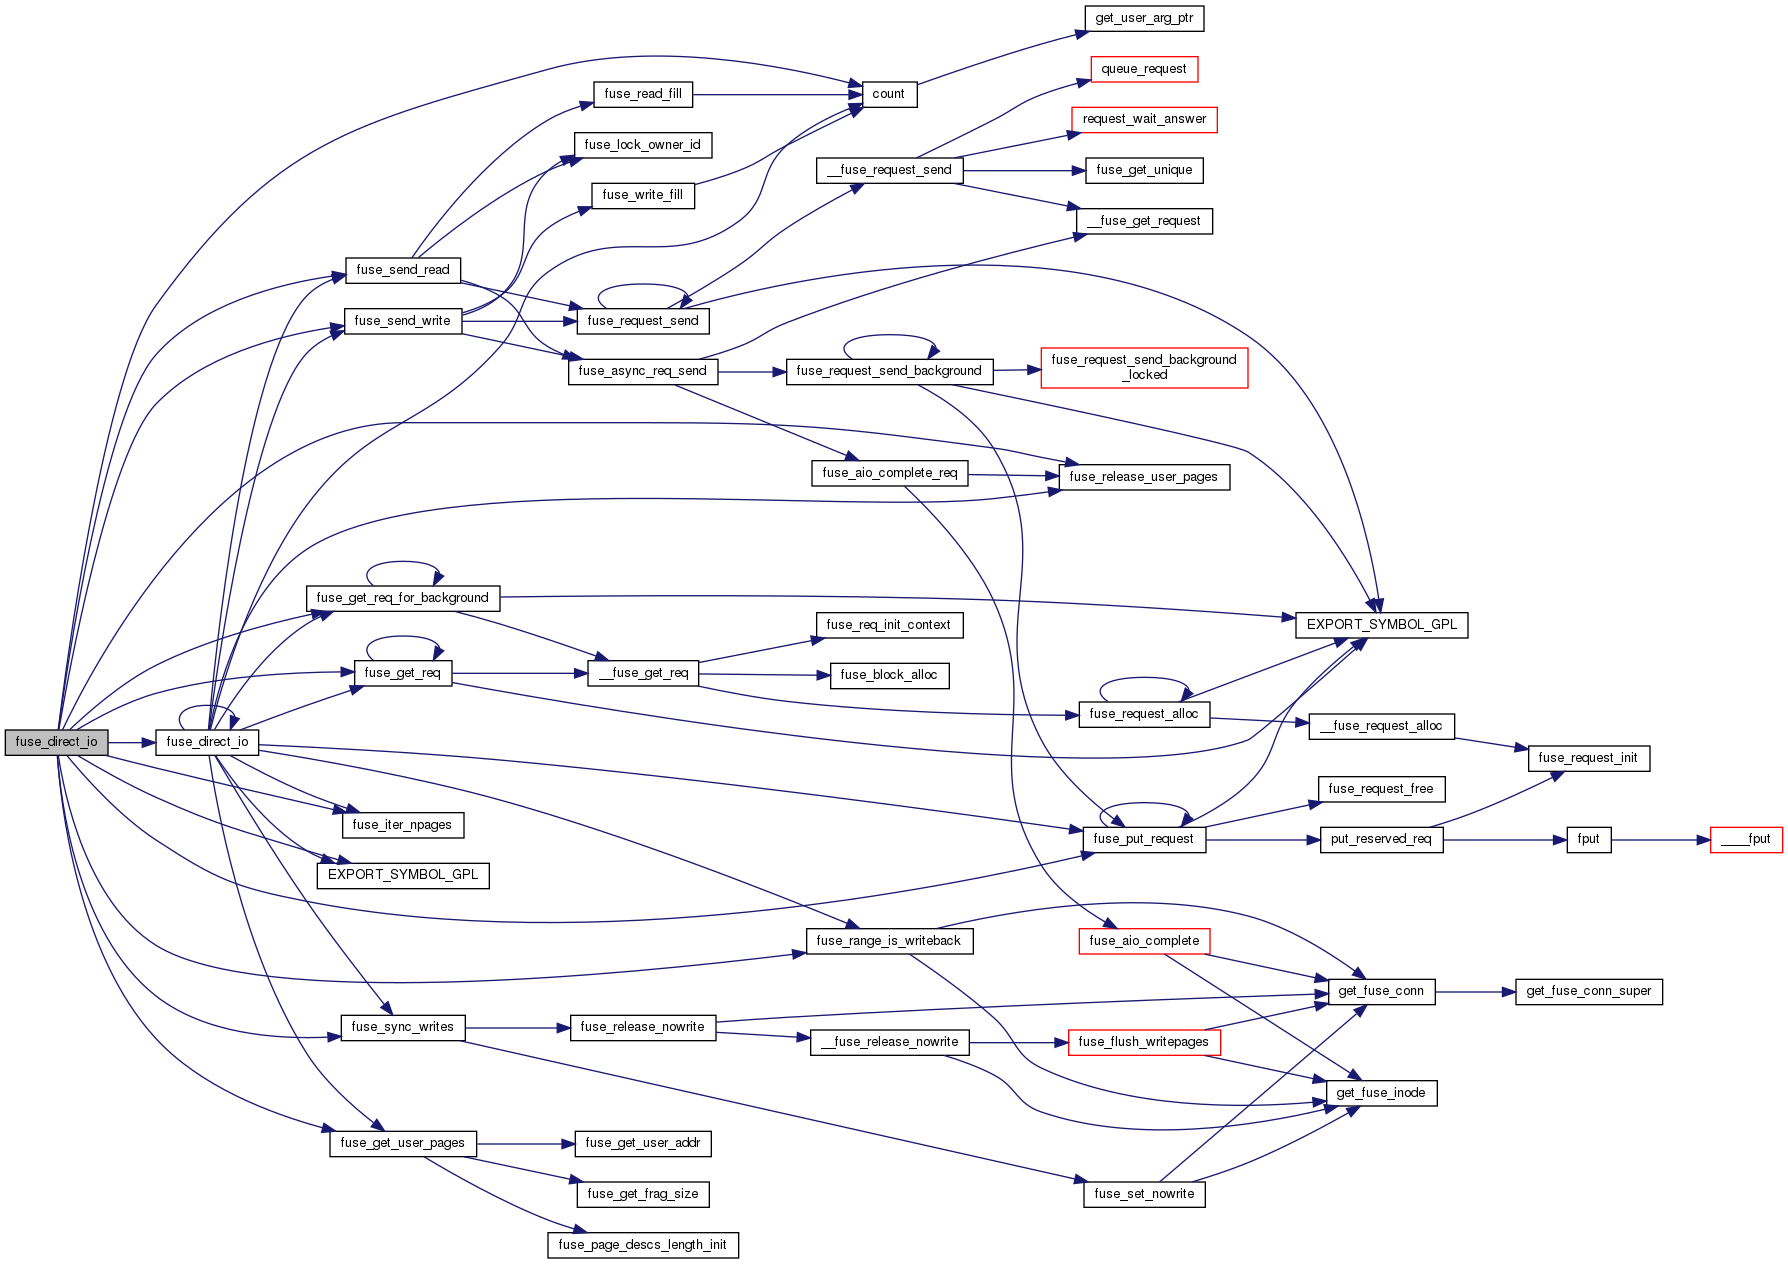 get_user_arg_ptr
queue_request
fuse_read_fill
count
request_wait_answer
fuse_lock_owner_id
__fuse_request_send
fuse_get_unique
fuse_write_fill
__fuse_get_request
fuse_send_read
fuse_send_write
fuse_request_send
fuse_async_req_send
fuse_request_send_background
fuse_request_send_background
_locked
fuse_aio_complete_req
fuse_release_user_pages
fuse_get_req_for_background
fuse_req_init_context
EXPORT_SYMBOL_GPL
fuse_get_req
__fuse_get_req
fuse_block_alloc
fuse_request_alloc
__fuse_request_alloc
fuse_direct_io
fuse_direct_io
fuse_request_init
fuse_request_free
fuse_iter_npages
fuse_put_request
put_reserved_req
fput
____fput
EXPORT_SYMBOL_GPL
fuse_range_is_writeback
fuse_aio_complete
get_fuse_conn
get_fuse_conn_super
fuse_sync_writes
fuse_release_nowrite
__fuse_release_nowrite
fuse_flush_writepages
get_fuse_inode
fuse_get_user_pages
fuse_get_user_addr
fuse_get_frag_size
fuse_set_nowrite
fuse_page_descs_length_init